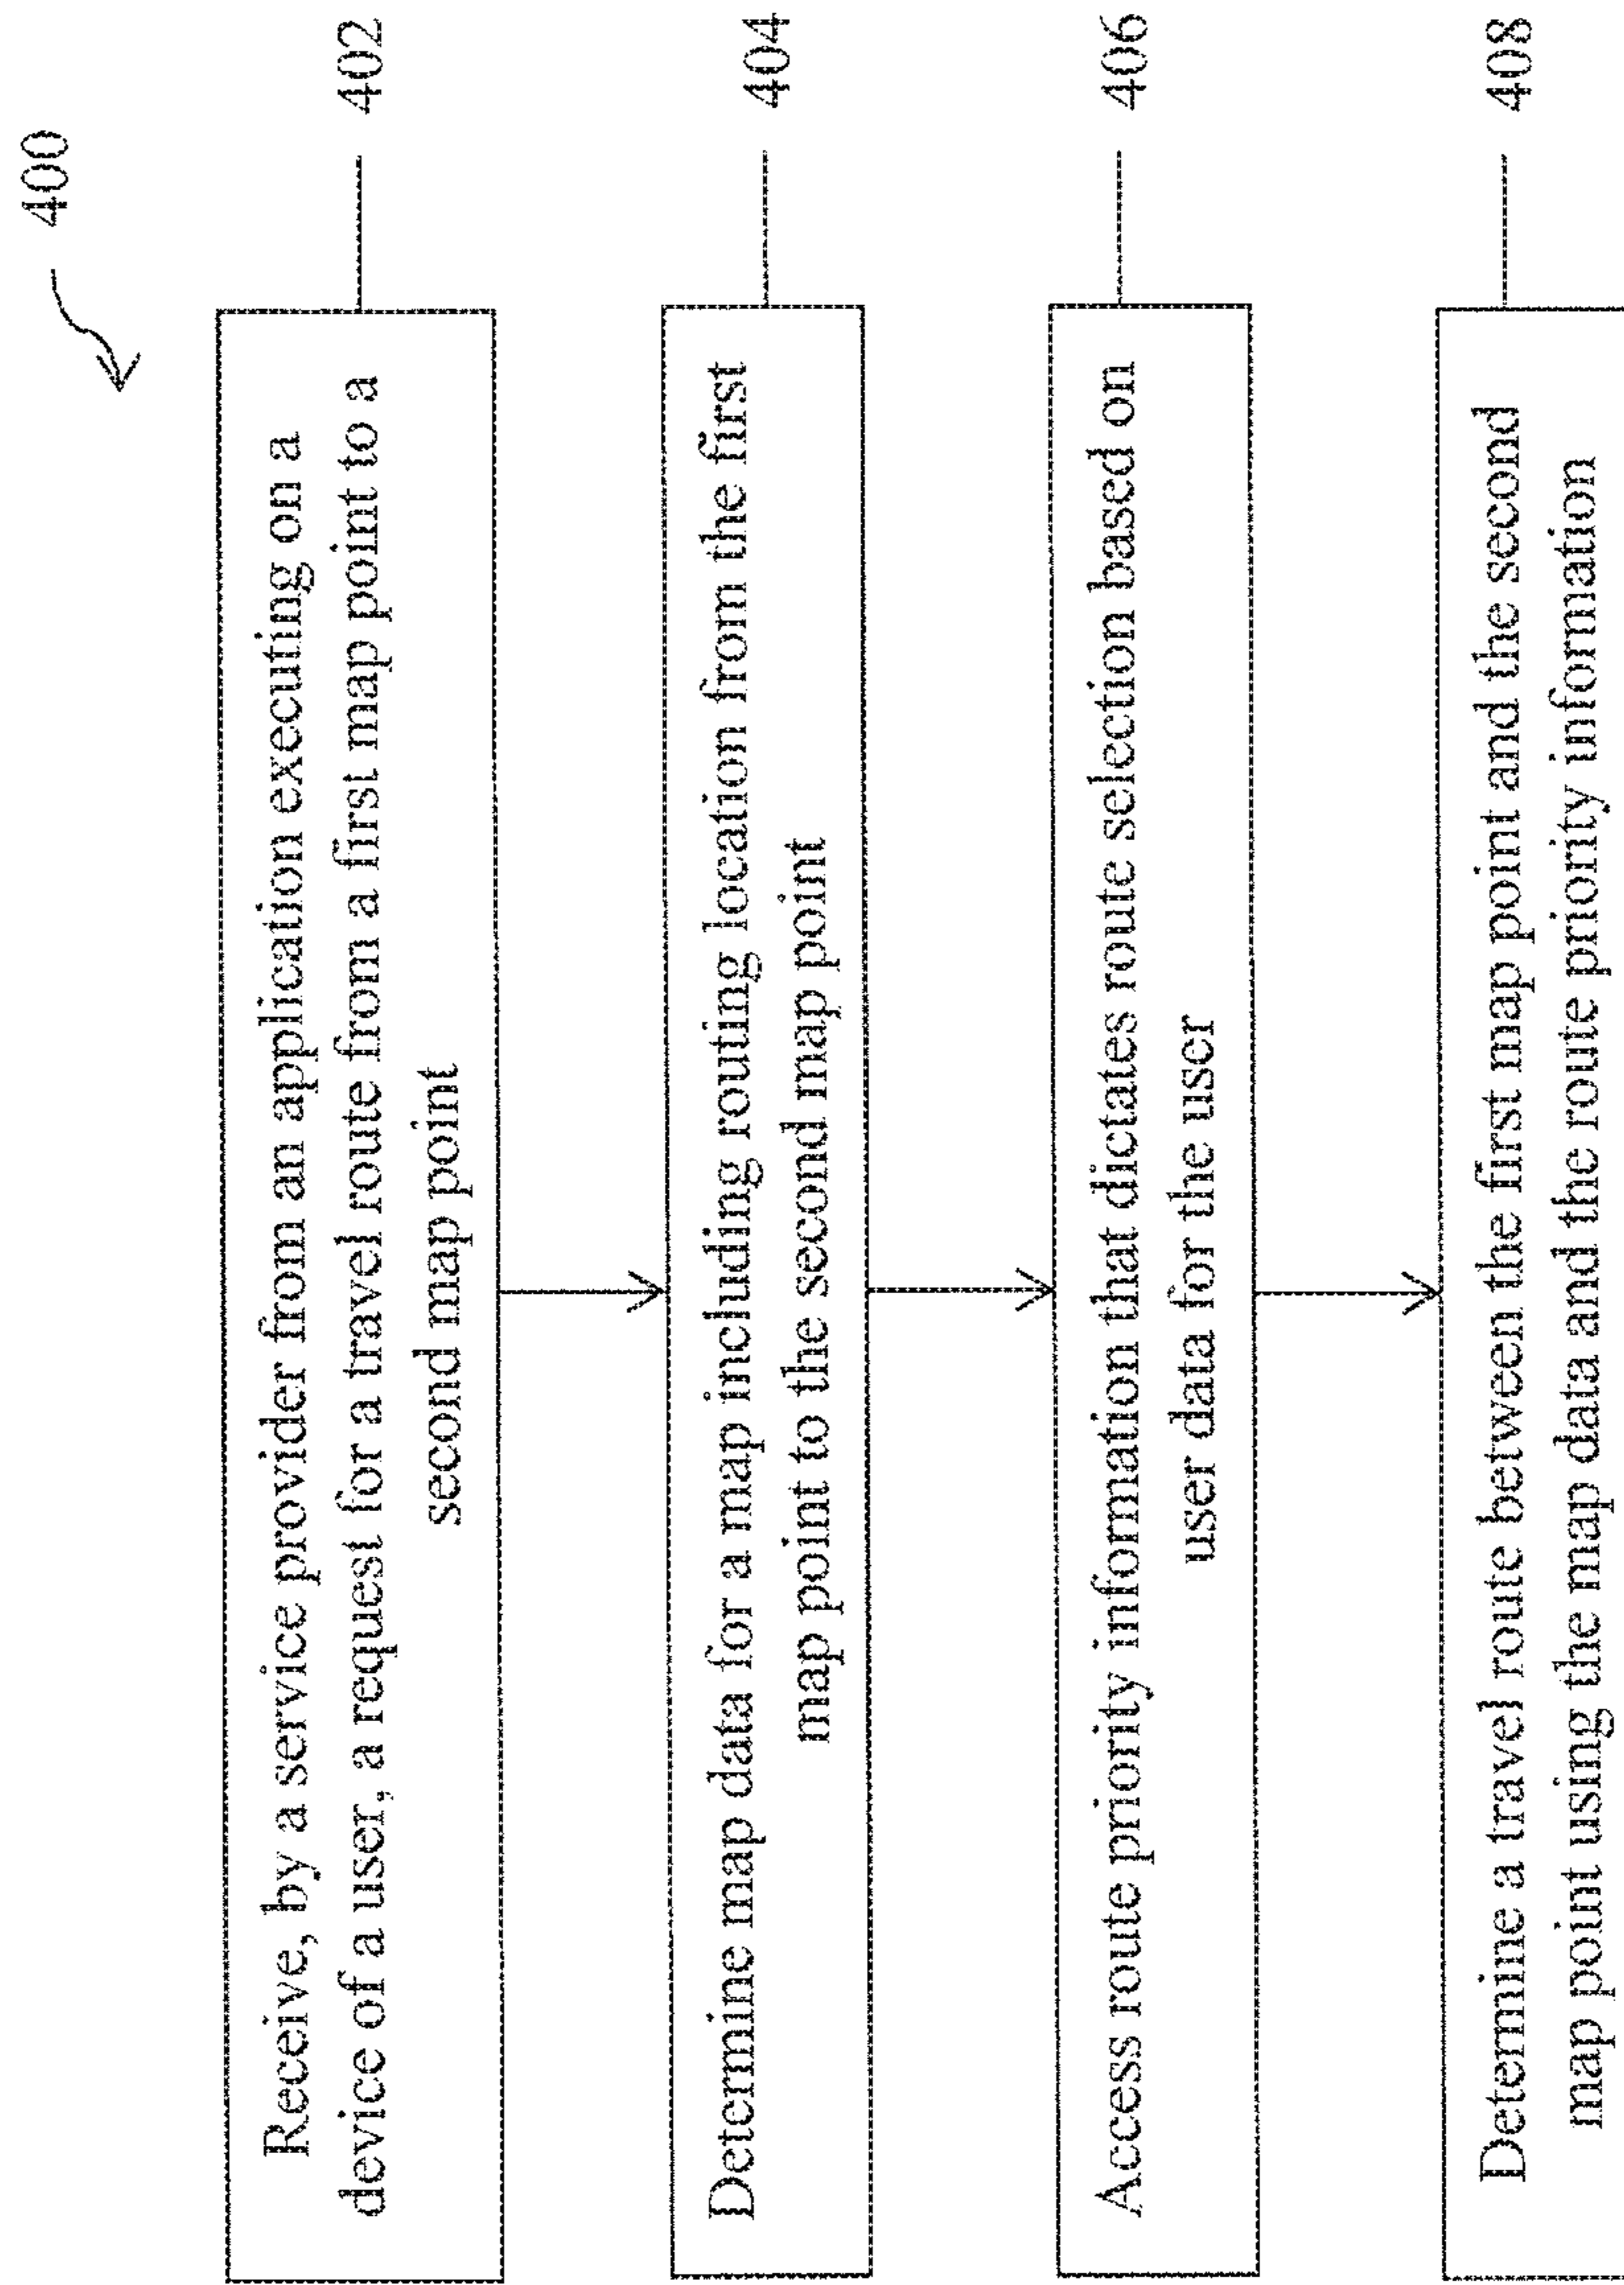 400
Receive, by a service provider from an application executing on a
device of a user, a request for a travel route from a first map point to a
second map point
402
Determine map data for a map including routing location from the first
map point to the second map point
404
Access route priority information that dictates route selection based on
user data for the user
406
Determine a travel route between the first map point and the second
map point using the map data and the route priority information
408